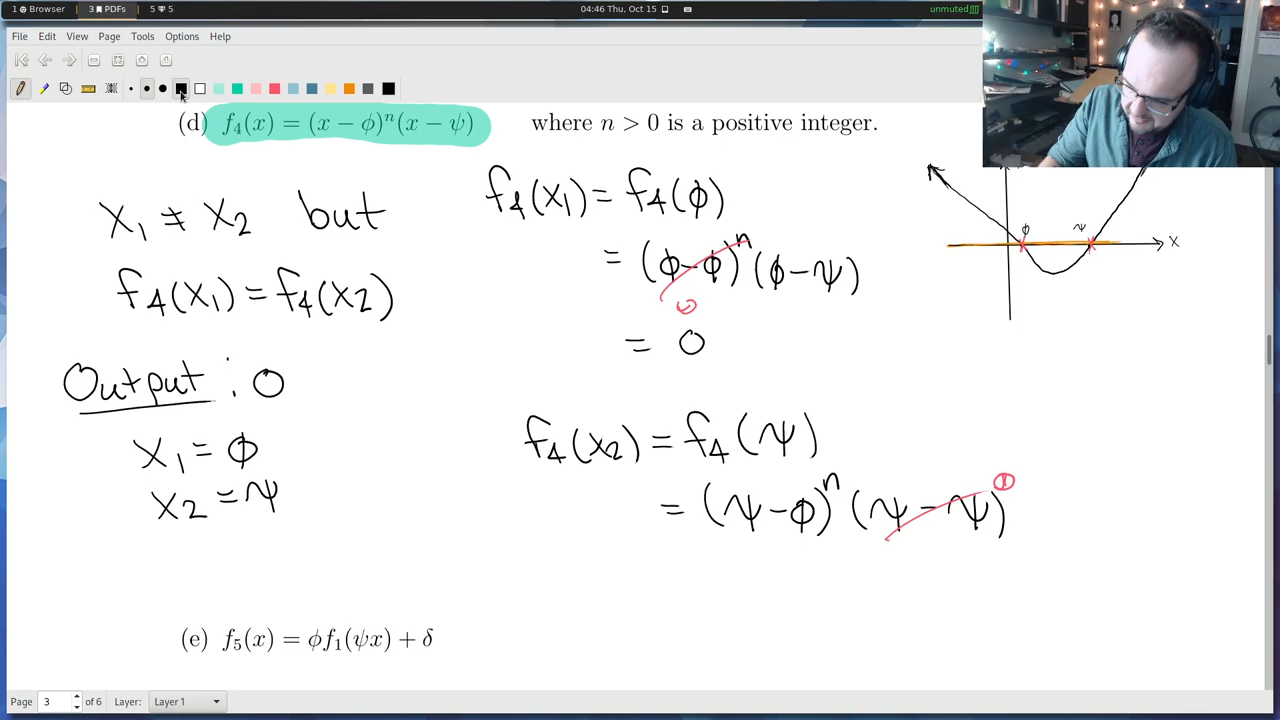 1 Browser 3 PDFs 5 5 04:46 Thu, Oct 15 unmuted
File Edit View Page Tools Options Help
(d) f₄(x) = (x − ϕ)ⁿ(x − ψ) where n > 0 is a positive integer.
x₁ ≠ x₂ but
f₄(x₁) = f₄(x₂)
Output : 0
x₁ = ϕ
x₂ = ψ
f₄(x₁) = f₄(ϕ)
= (ϕ−ϕ)ⁿ (ϕ−ψ)
0
= 0
f₄(x₂) = f₄(ψ)
= (ψ−ϕ)ⁿ (ψ−ψ)
ϕ ψ x
(e) f₅(x) = ϕf₁(ψx) + δ
Page 3 of 6 Layer: Layer 1